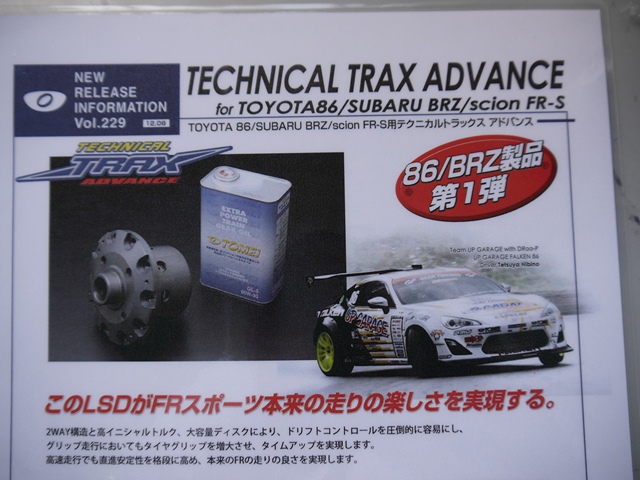 NEW
RELEASE
INFORMATION
Vol.229
12.08
TECHNICAL TRAX ADVANCE
for TOYOTA86/SUBARU BRZ/scion FR-S
TOYOTA 86/SUBARU BRZ/scion FR-S用テクニカルトラックス アドバンス
TECHNICAL
TRAX
ADVANCE
86/BRZ製品
第1弾
EXTRA
POWER
TRAIN
GEAR OIL
TOMEI
Team UP GARAGE with DRoo-P
UP GARAGE FALKEN 86
Driver Tetsuya Hibino
UP GARAGE
このLSDがFRスポーツ本来の走りの楽しさを実現する。
2WAY構造と高イニシャルトルク、大容量ディスクにより、ドリフトコントロールを圧倒的に容易にし、
グリップ走行においてもタイヤグリップを増大させ、タイムアップを実現します。
高速走行でも直進安定性を格段に高め、本来のFRの走りの良さを実現します。